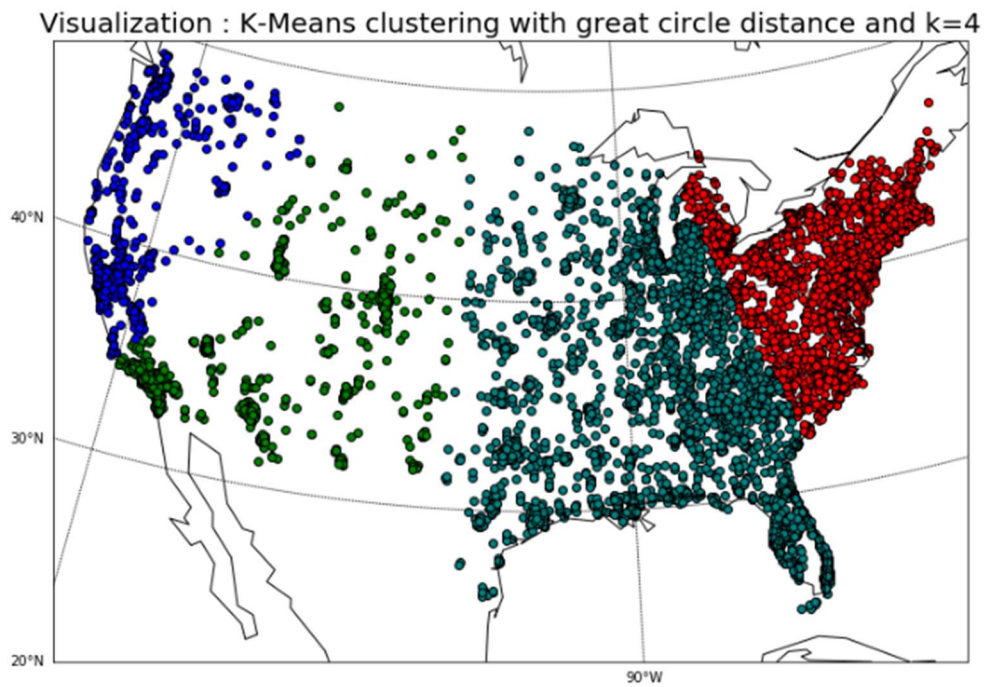 Visualization : K-Means clustering with great circle distance and k=4
40°N
30°N
20°N
90°W